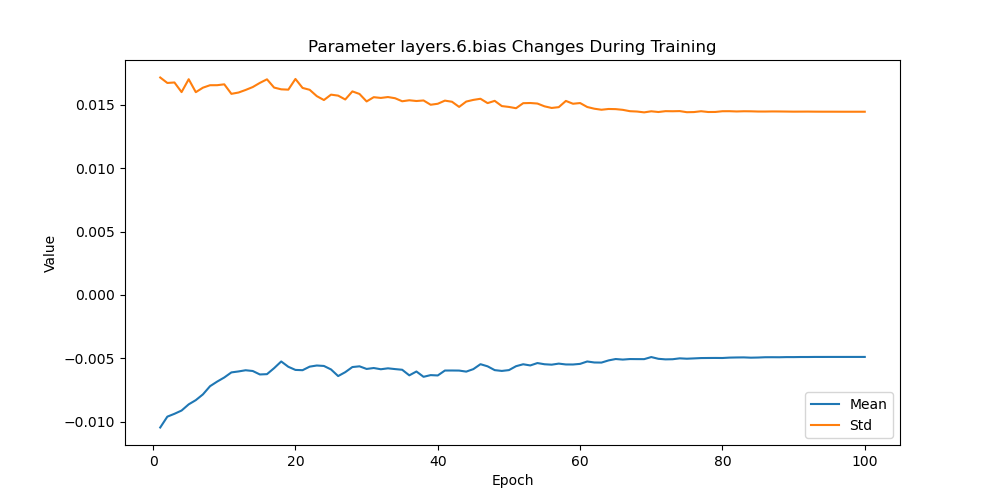 Parameter layers.6.bias Changes During Training
Value
0.015
0.010
0.005
0.000
−0.005
−0.010
0 20 40 60 80 100
Epoch
Mean
Std